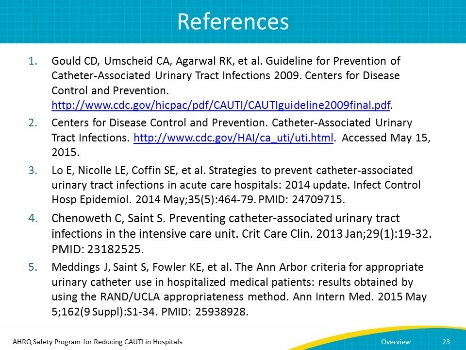 References
1. Gould CD, Umscheid CA, Agarwal RK, et al. Guideline for Prevention of
Catheter-Associated Urinary Tract Infections 2009. Centers for Disease
Control and Prevention.
http://www.cdc.gov/hicpac/pdf/CAUTI/CAUTIguideline2009final.pdf.
2. Centers for Disease Control and Prevention. Catheter-Associated Urinary
Tract Infections. http://www.cdc.gov/HAI/ca_uti/uti.html. Accessed May 15,
2015.
3. Lo E, Nicolle LE, Coffin SE, et al. Strategies to prevent catheter-associated
urinary tract infections in acute care hospitals: 2014 update. Infect Control
Hosp Epidemiol. 2014 May;35(5):464-79. PMID: 24709715.
4. Chenoweth C, Saint S. Preventing catheter-associated urinary tract
infections in the intensive care unit. Crit Care Clin. 2013 Jan;29(1):19-32.
PMID: 23182525.
5. Meddings J, Saint S, Fowler KE, et al. The Ann Arbor criteria for appropriate
urinary catheter use in hospitalized medical patients: results obtained by
using the RAND/UCLA appropriateness method. Ann Intern Med. 2015 May
5;162(9 Suppl):S1-34. PMID: 25938928.
AHRQ Safety Program for Reducing CAUTI in Hospitals
Overview 23